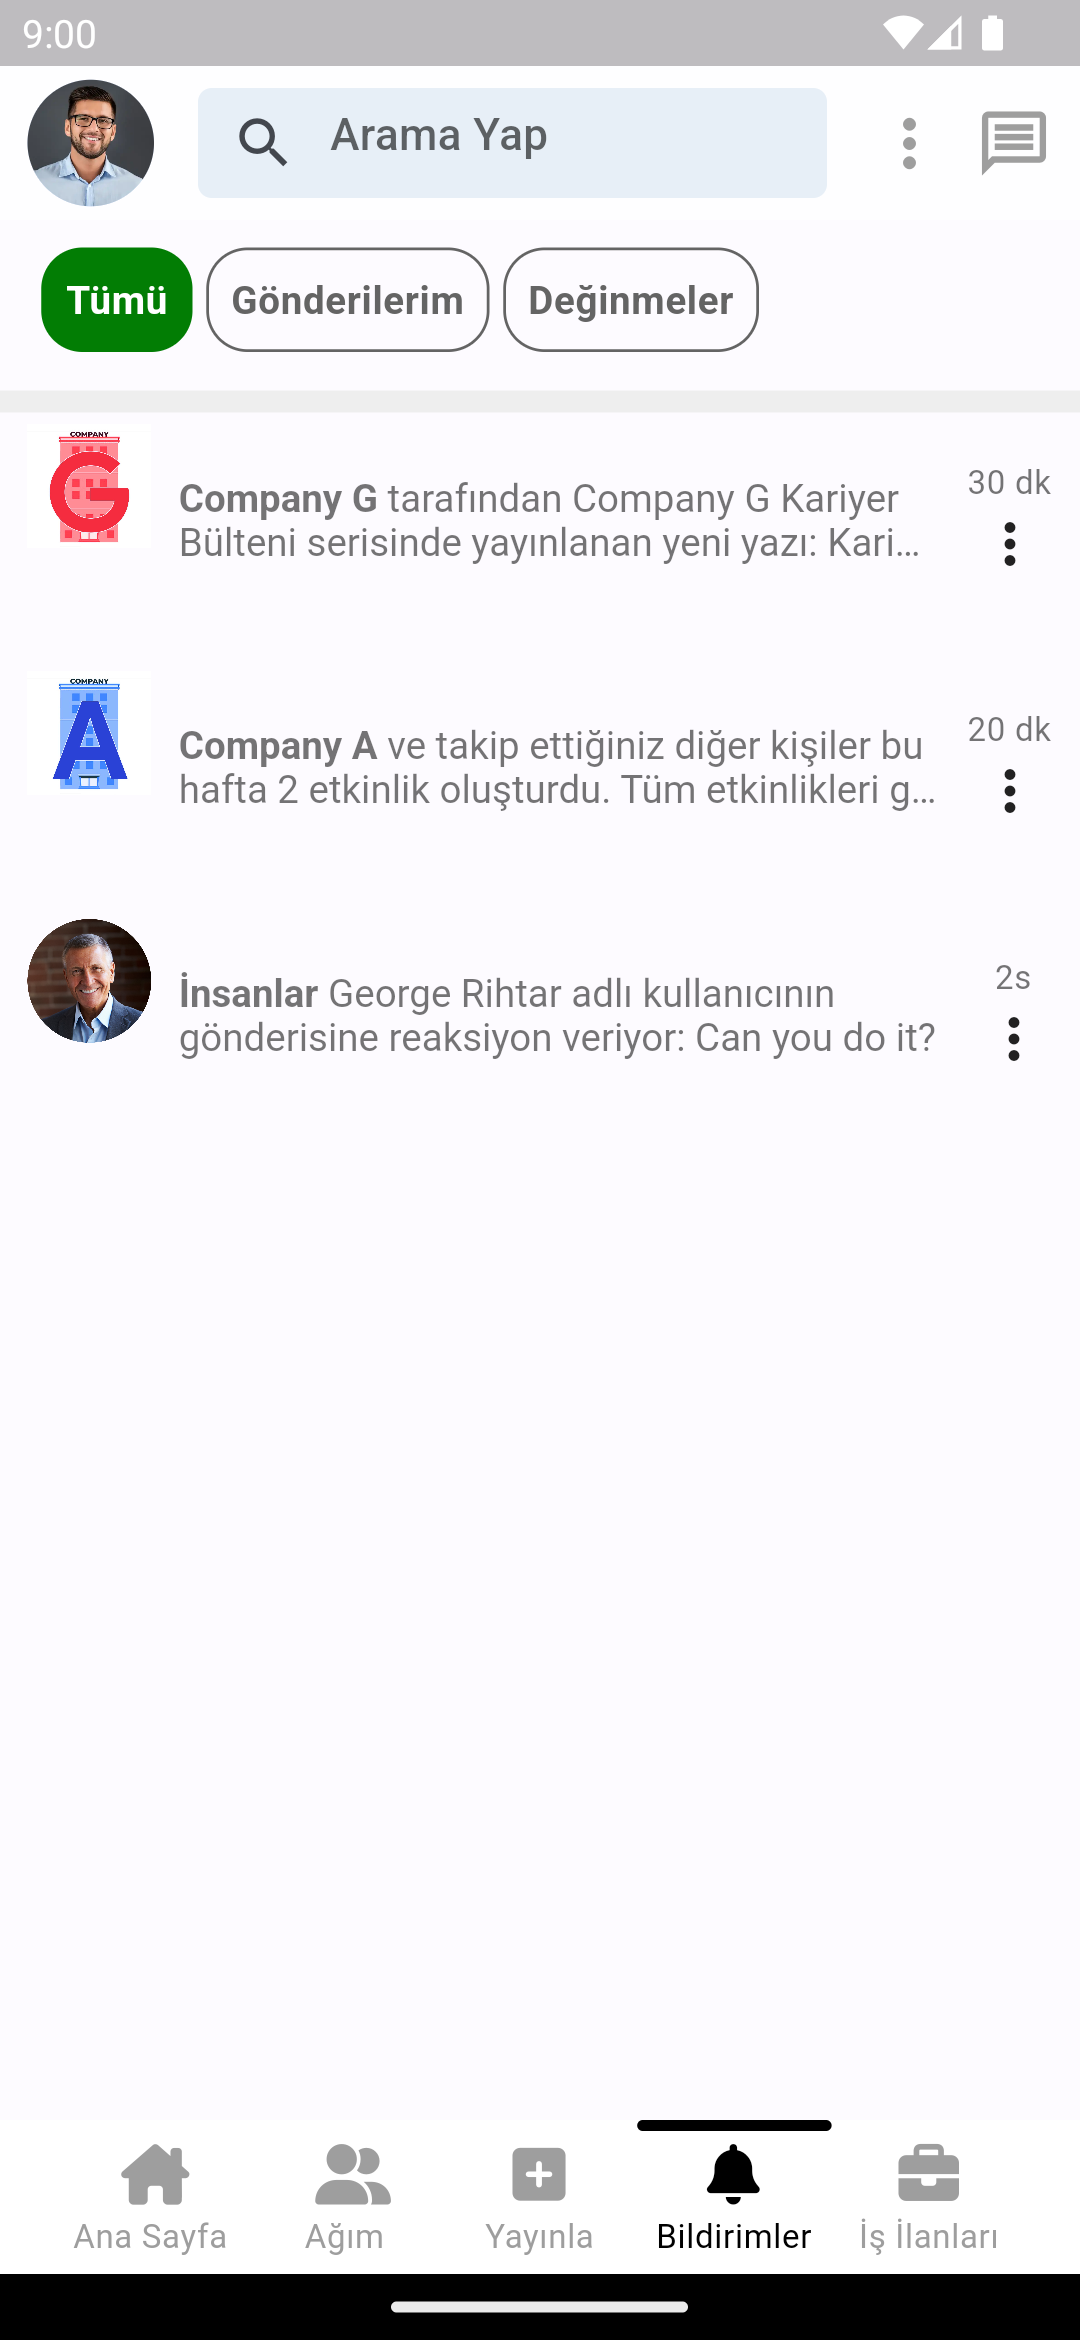 9:00
Arama Yap
Tümü
Gönderilerim
Değinmeler
COMPANY
G
Company G tarafından Company G Kariyer
Bülteni serisinde yayınlanan yeni yazı: Kari...
30 dk
COMPANY
A
Company A ve takip ettiğiniz diğer kişiler bu
hafta 2 etkinlik oluşturdu. Tüm etkinlikleri g...
20 dk
İnsanlar George Rihtar adlı kullanıcının
gönderisine reaksiyon veriyor: Can you do it?
2s
Ana Sayfa
Ağım
Yayınla
Bildirimler
İş İlanları